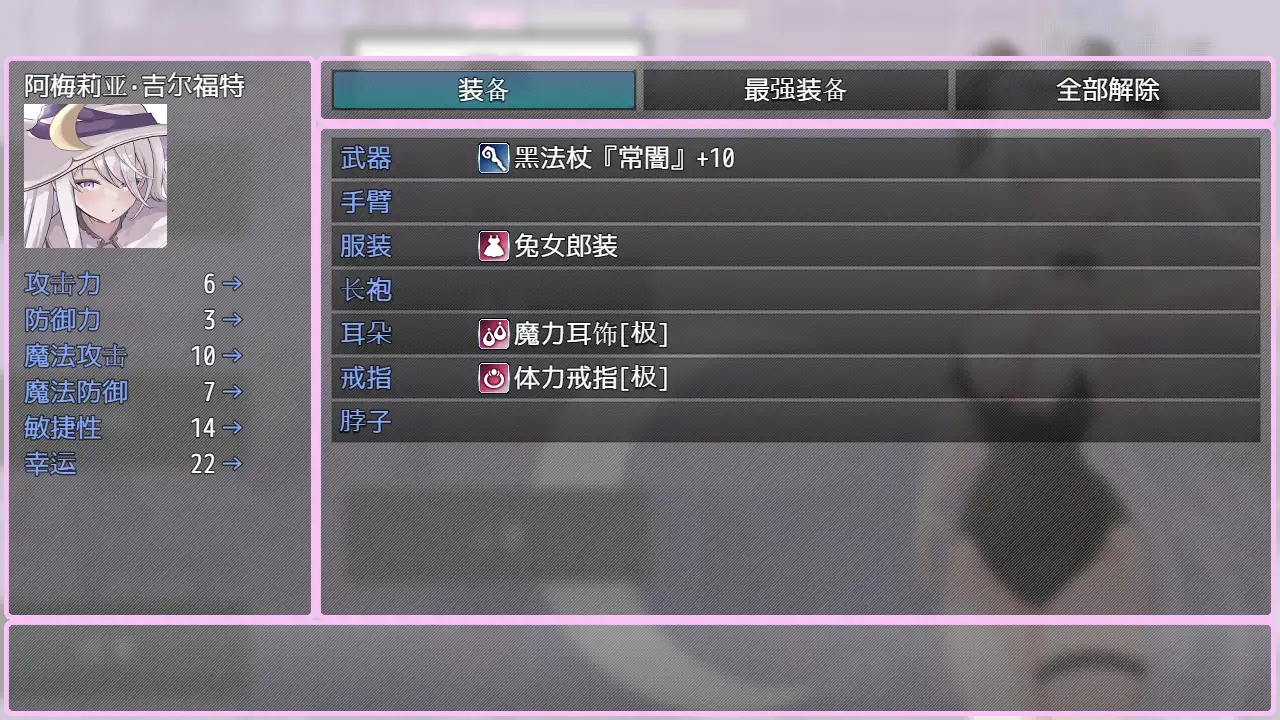 阿梅莉亚·吉尔福特
攻击力 6→
防御力 3→
魔法攻击 10→
魔法防御 7→
敏捷性 14→
幸运 22→
装备 最强装备 全部解除
武器 黑法杖『常闇』+10
手臂
服装 兔女郎装
长袍
耳朵 魔力耳饰[极]
戒指 体力戒指[极]
脖子